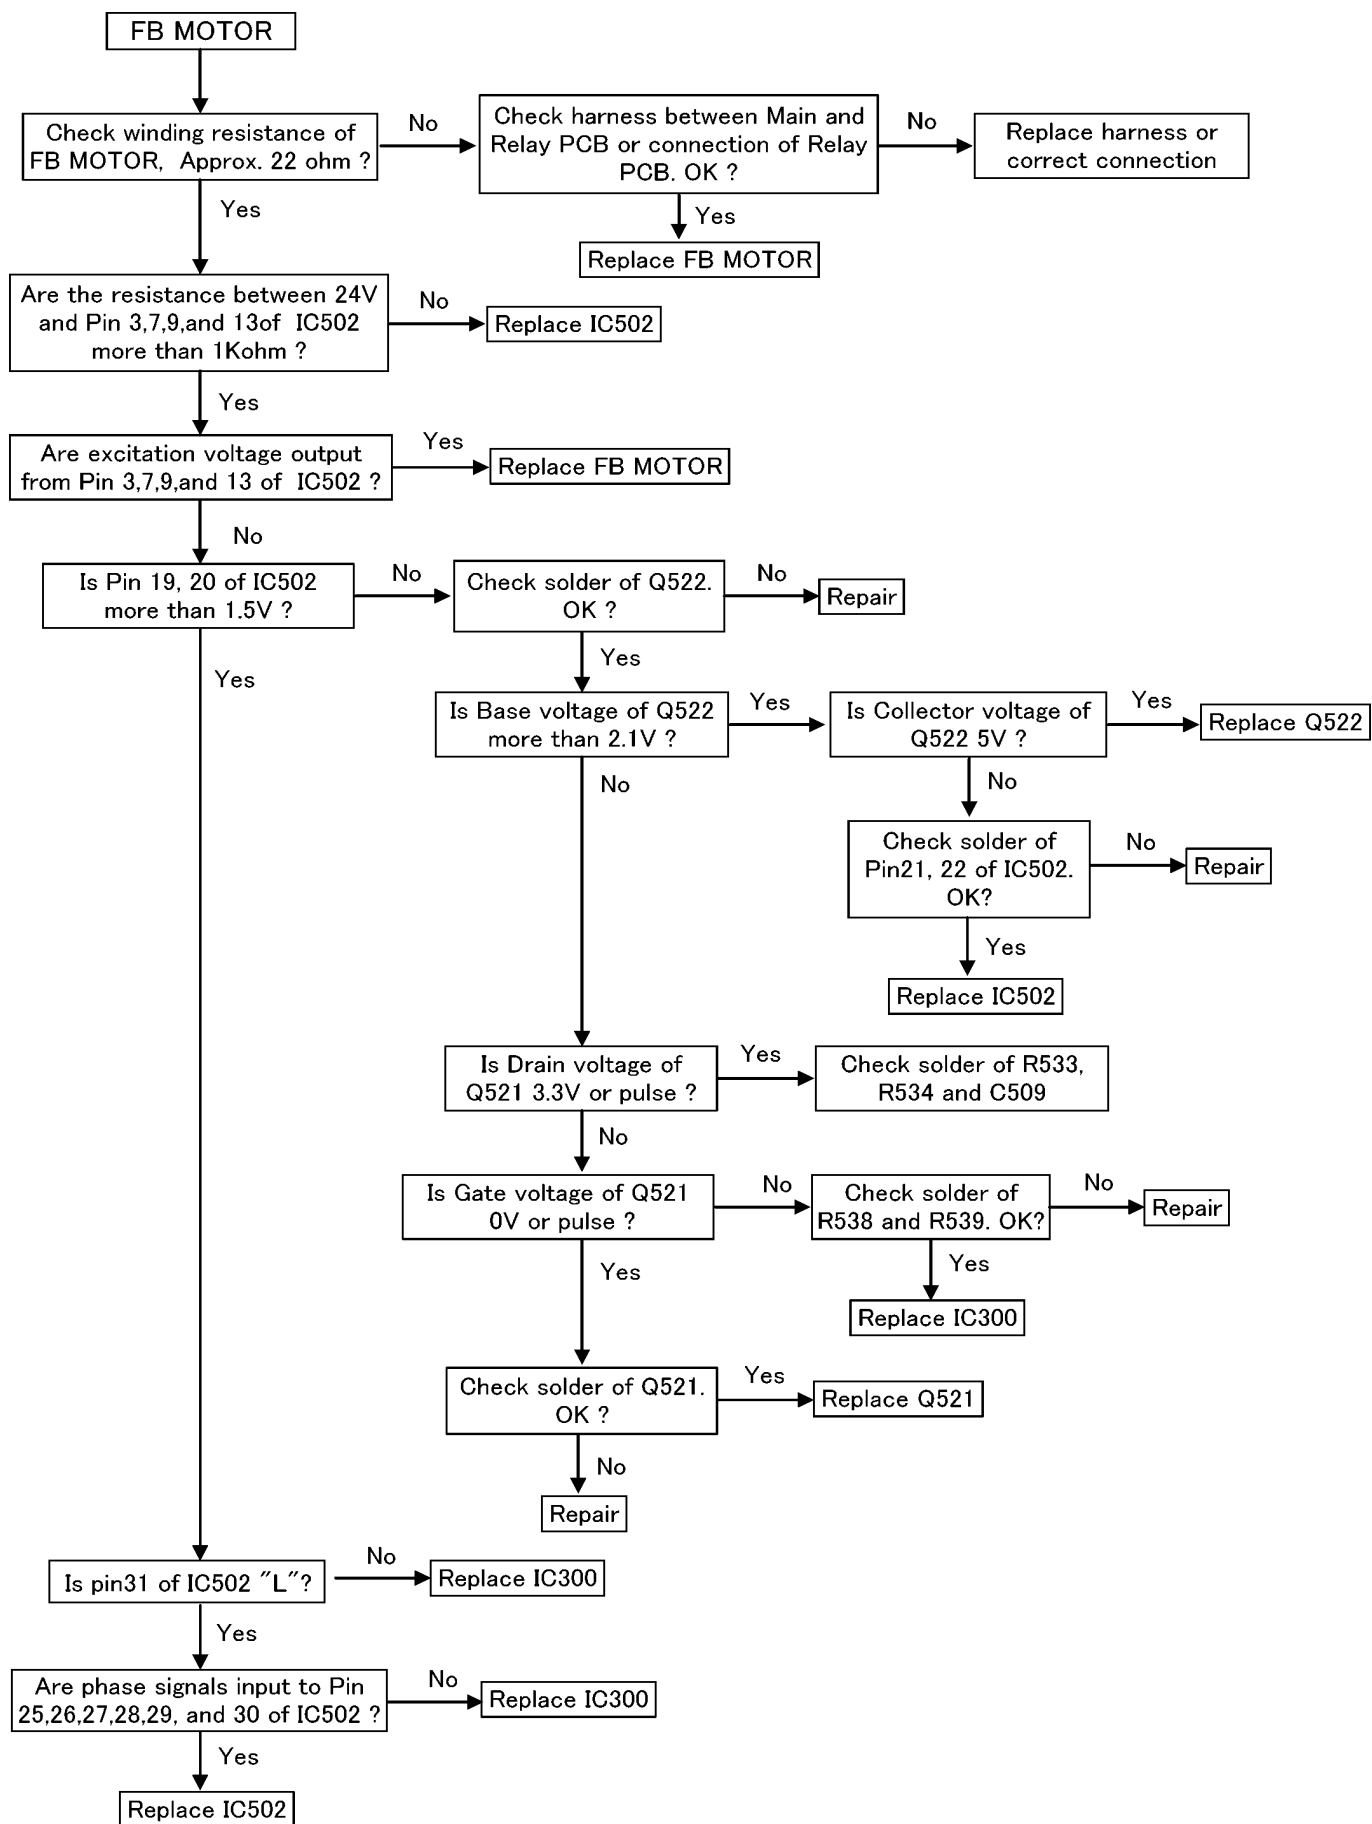 FB MOTOR
Check winding resistance of
FB MOTOR, Approx. 22 ohm ?
No
Check harness between Main and
Relay PCB or connection of Relay
PCB. OK ?
No
Replace harness or
correct connection
Yes
Yes
Replace FB MOTOR
Are the resistance between 24V
and Pin 3,7,9,and 13of IC502
more than 1Kohm ?
No
Replace IC502
Yes
Are excitation voltage output
from Pin 3,7,9,and 13 of IC502 ?
Yes
Replace FB MOTOR
No
Is Pin 19, 20 of IC502
more than 1.5V ?
No
Check solder of Q522.
OK ?
No
Repair
Yes
Yes
Is Base voltage of Q522
more than 2.1V ?
Yes
Is Collector voltage of
Q522 5V ?
Yes
Replace Q522
No
No
Check solder of
Pin21, 22 of IC502.
OK?
No
Repair
Yes
Replace IC502
Is Drain voltage of
Q521 3.3V or pulse ?
Yes
Check solder of R533,
R534 and C509
No
Is Gate voltage of Q521
0V or pulse ?
No
Check solder of
R538 and R539. OK?
No
Repair
Yes
Yes
Replace IC300
Check solder of Q521.
OK ?
Yes
Replace Q521
No
Repair
Is pin31 of IC502 "L"?
No
Replace IC300
Yes
Are phase signals input to Pin
25,26,27,28,29, and 30 of IC502 ?
No
Replace IC300
Yes
Replace IC502